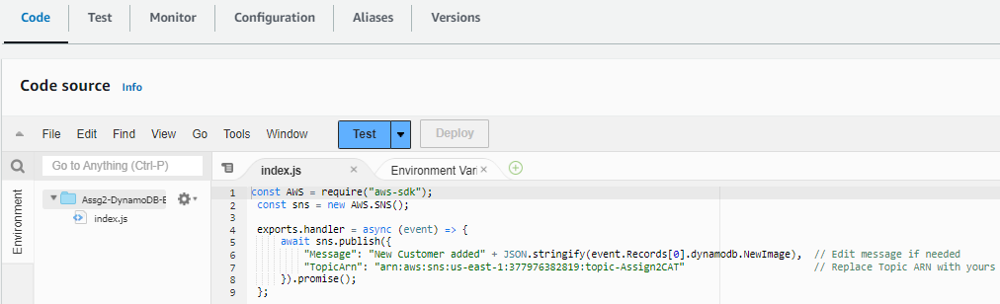 Code Test Monitor Configuration Aliases Versions
Code source Info
File Edit Find View Go Tools Window Test Deploy
Go to Anything (Ctrl-P) index.js Environment Vari
Environment
Assg2-DynamoDB-E
index.js
1 const AWS = require("aws-sdk");
2 const sns = new AWS.SNS();
3
4 exports.handler = async (event) => {
5 await sns.publish({
6 "Message": "New Customer added" + JSON.stringify(event.Records[0].dynamodb.NewImage), // Edit message if needed
7 "TopicArn": "arn:aws:sns:us-east-1:377976382819:topic-Assign2CAT" // Replace Topic ARN with yours
8 }).promise();
9 };